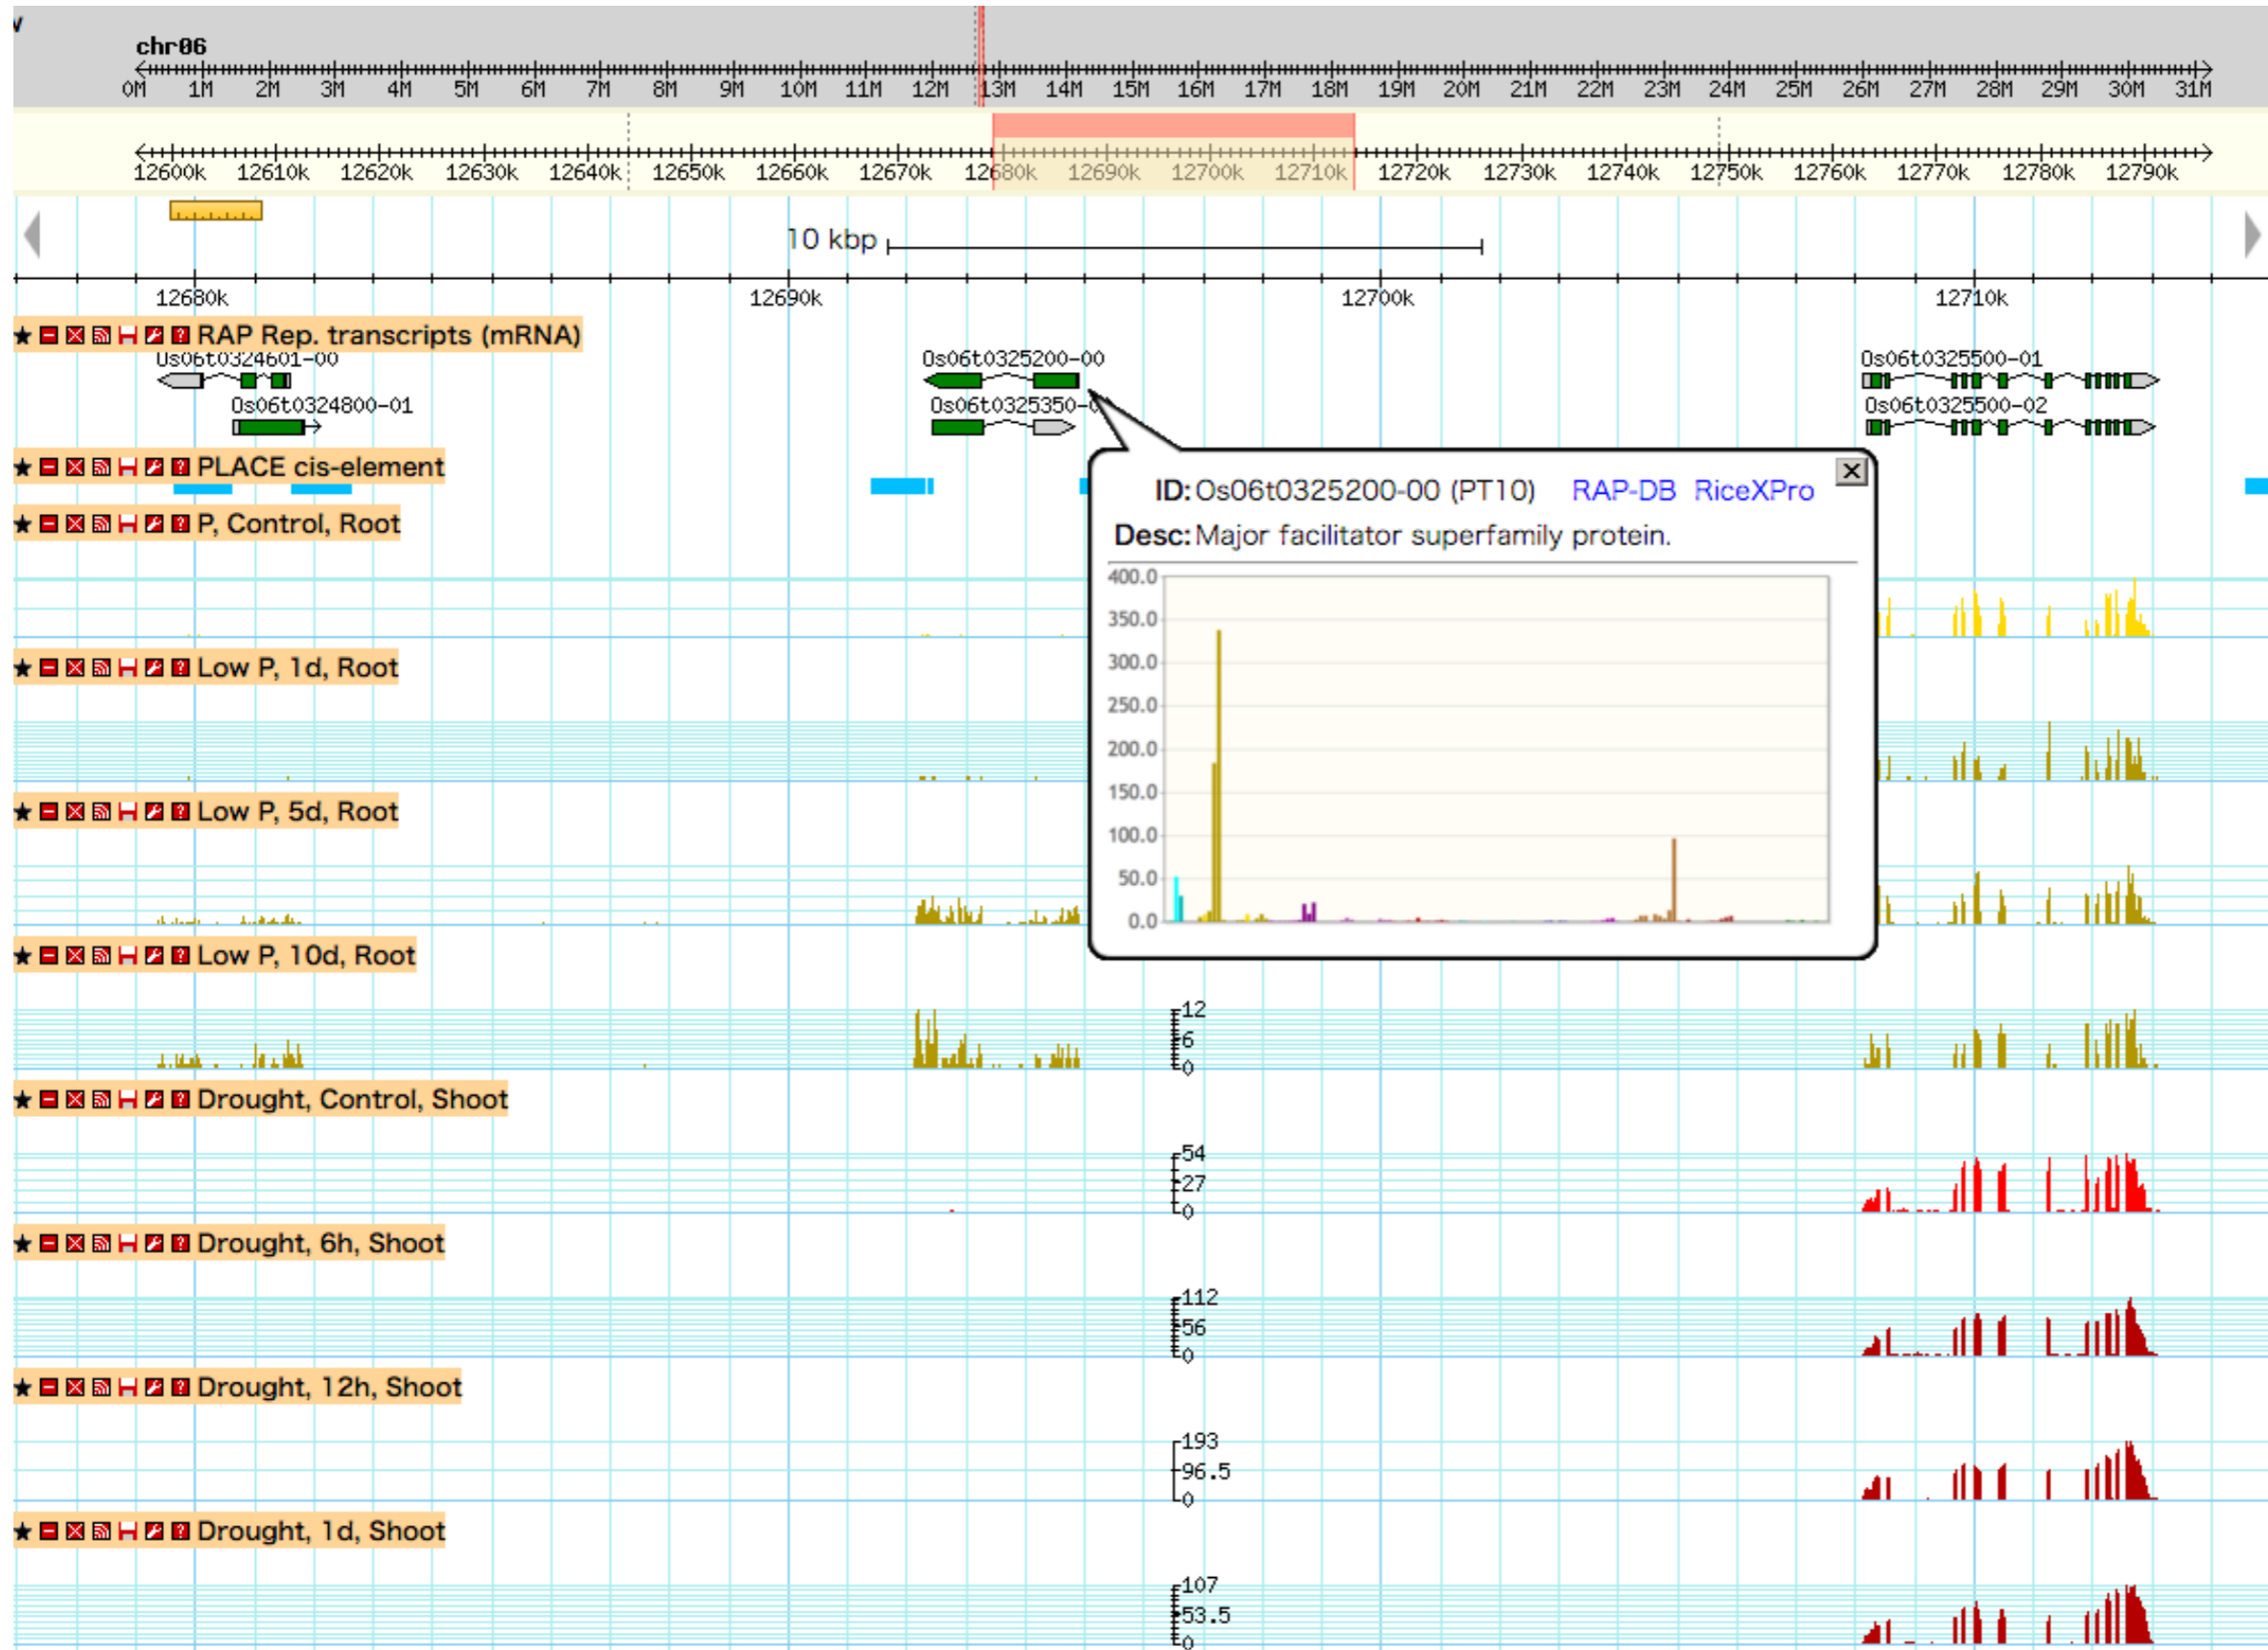 chr06
0M 1M 2M 3M 4M 5M 6M 7M 8M 9M 10M 11M 12M 13M 14M 15M 16M 17M 18M 19M 20M 21M 22M 23M 24M 25M 26M 27M 28M 29M 30M 31M
12600k 12610k 12620k 12630k 12640k 12650k 12660k 12670k 12680k 12690k 12700k 12710k 12720k 12730k 12740k 12750k 12760k 12770k 12780k 12790k
10 kbp
12680k 12690k 12700k 12710k
RAP Rep. transcripts (mRNA)
Os06t0324601-00 Os06t0325200-00 Os06t0325500-01
Os06t0324800-01 Os06t0325350-0 Os06t0325500-02
PLACE cis-element
ID: Os06t0325200-00 (PT10) RAP-DB RiceXPro
Desc: Major facilitator superfamily protein.
400.0
350.0
300.0
250.0
200.0
150.0
100.0
50.0
0.0
P, Control, Root
Low P, 1d, Root
Low P, 5d, Root
Low P, 10d, Root
12
6
0
Drought, Control, Shoot
54
27
0
Drought, 6h, Shoot
112
56
0
Drought, 12h, Shoot
193
96.5
0
Drought, 1d, Shoot
107
53.5
0